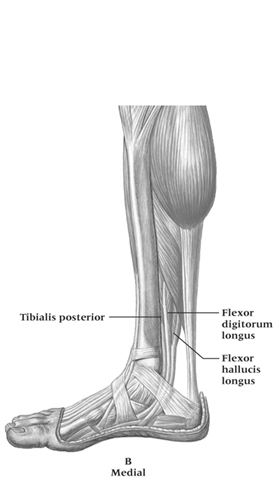 Tibialis posterior
Flexor
digitorum
longus
Flexor
hallucis
longus
B
Medial